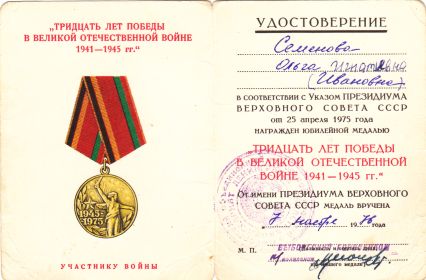 „ТРИДЦАТЬ ЛЕТ ПОБЕДЫ
В ВЕЛИКОЙ ОТЕЧЕСТВЕННОЙ ВОЙНЕ
1941—1945 гг.“
1945
1975
УЧАСТНИКУ ВОЙНЫ
УДОСТОВЕРЕНИЕ
Семенова
Ольга Игнатьевна
(Ивановна)
В СООТВЕТСТВИИ с Указом ПРЕЗИДИУМА
ВЕРХОВНОГО СОВЕТА СССР
от 25 апреля 1975 года
НАГРАЖДЕН ЮБИЛЕЙНОЙ МЕДАЛЬЮ
„ТРИДЦАТЬ ЛЕТ ПОБЕДЫ
В ВЕЛИКОЙ ОТЕЧЕСТВЕННОЙ
ВОЙНЕ 1941—1945 гг.“
От имени ПРЕЗИДИУМА ВЕРХОВНОГО
СОВЕТА СССР МЕДАЛЬ ВРУЧЕНА
7 1976 года
М. П.